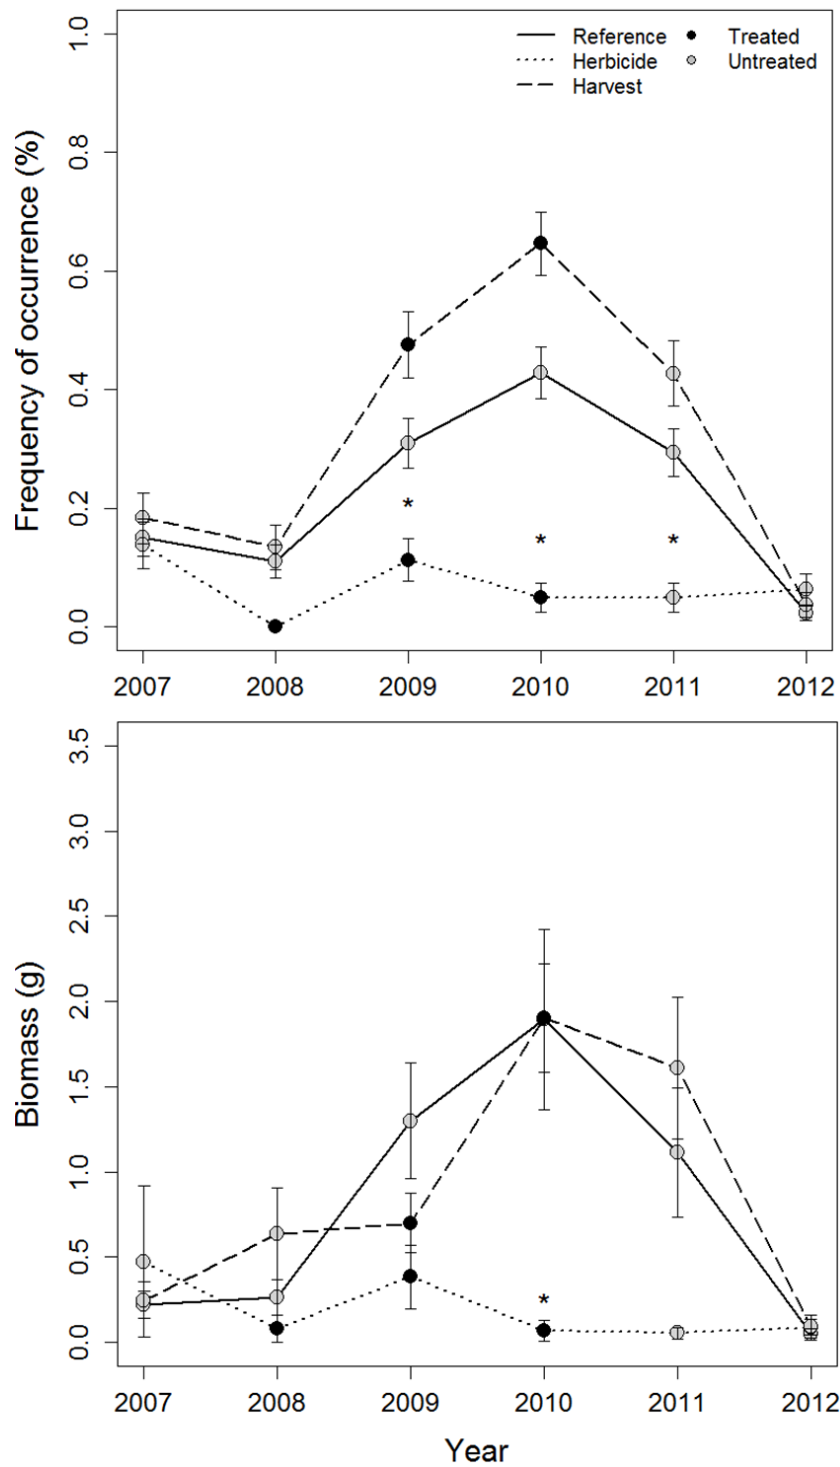 Reference Treated
Herbicide Untreated
Harvest
Frequency of occurrence (%)
1.0
0.8
0.6
0.4
0.2
0.0
* * *
2007 2008 2009 2010 2011 2012
Biomass (g)
3.5
3.0
2.5
2.0
1.5
1.0
0.5
0.0
*
2007 2008 2009 2010 2011 2012
Year